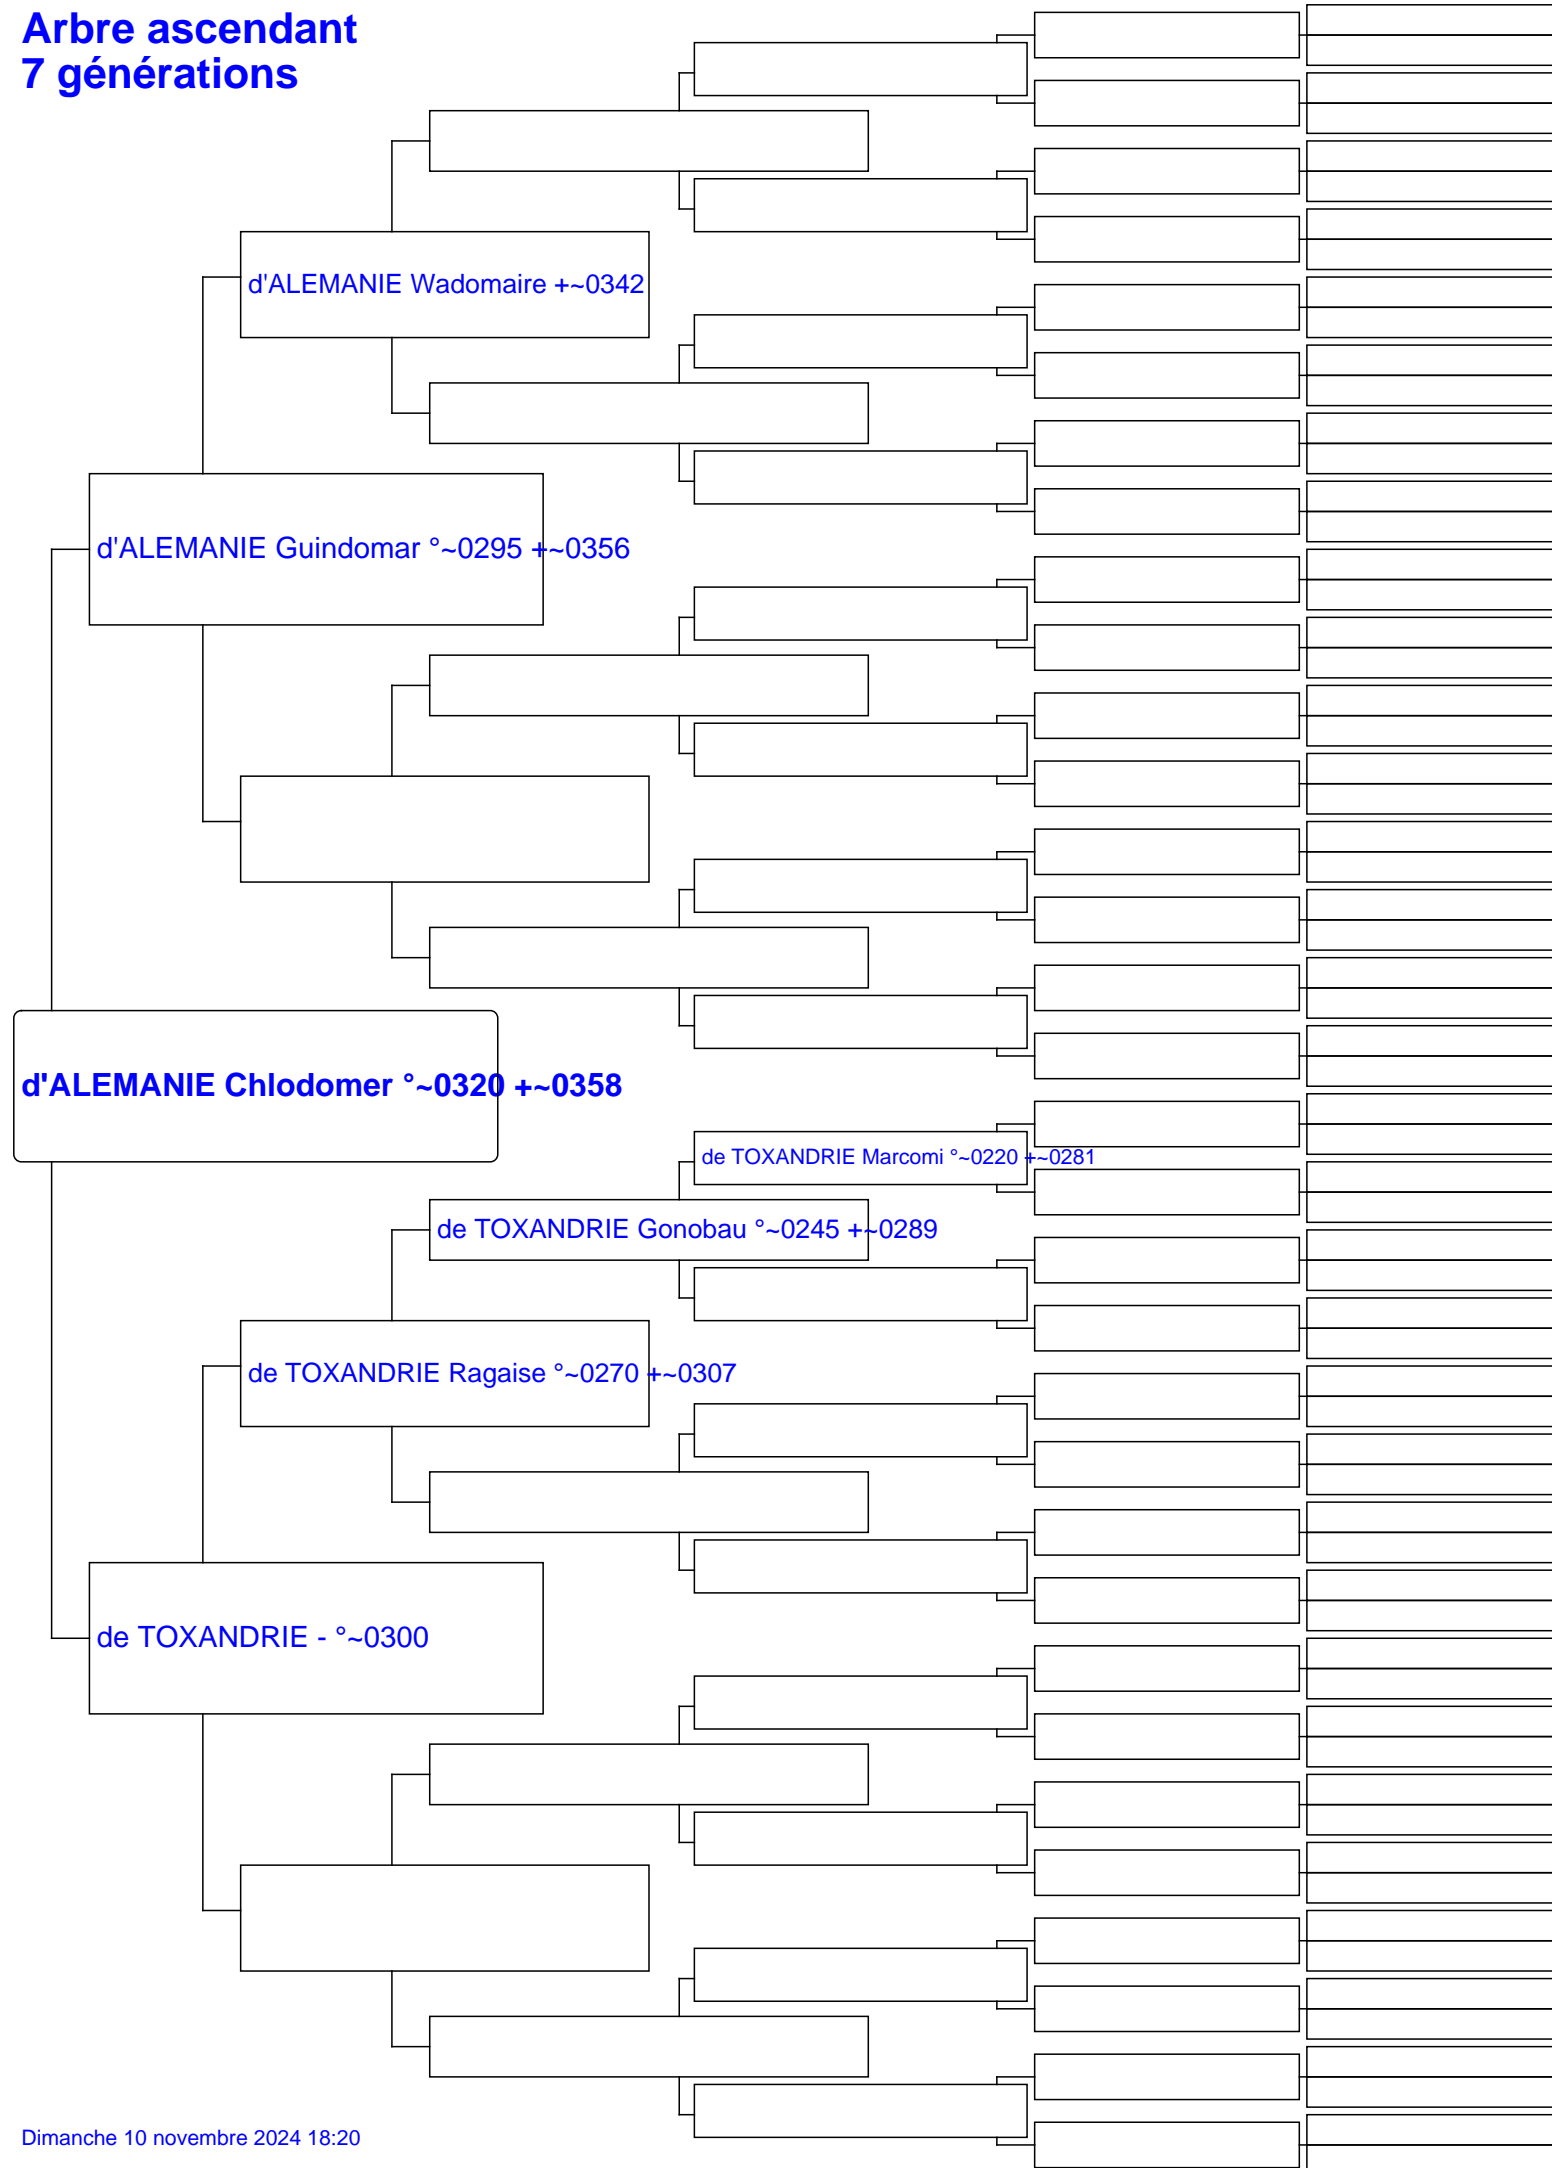 Arbre ascendant
7 générations
d'ALEMANIE Wadomaire +~0342
d'ALEMANIE Guindomar °~0295 +~0356
d'ALEMANIE Chlodomer °~0320 +~0358
de TOXANDRIE Marcomi °~0220 +~0281
de TOXANDRIE Gonobau °~0245 +~0289
de TOXANDRIE Ragaise °~0270 +~0307
de TOXANDRIE - °~0300
Dimanche 10 novembre 2024 18:20